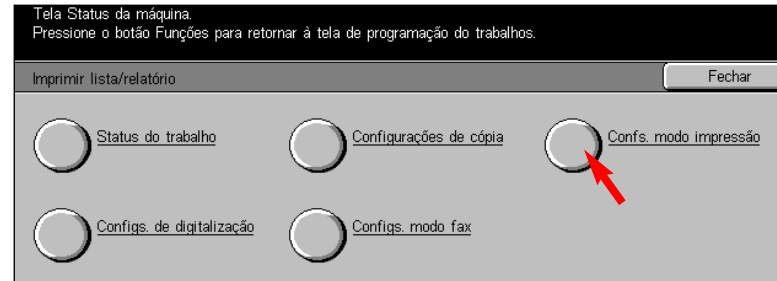 Tela Status da máquina.
Pressione o botão Funções para retornar à tela de programação do trabalhos.
Imprimir lista/relatório
Fechar
Status do trabalho
Configurações de cópia
Confs. modo impressão
Configs. de digitalização
Configs. modo fax